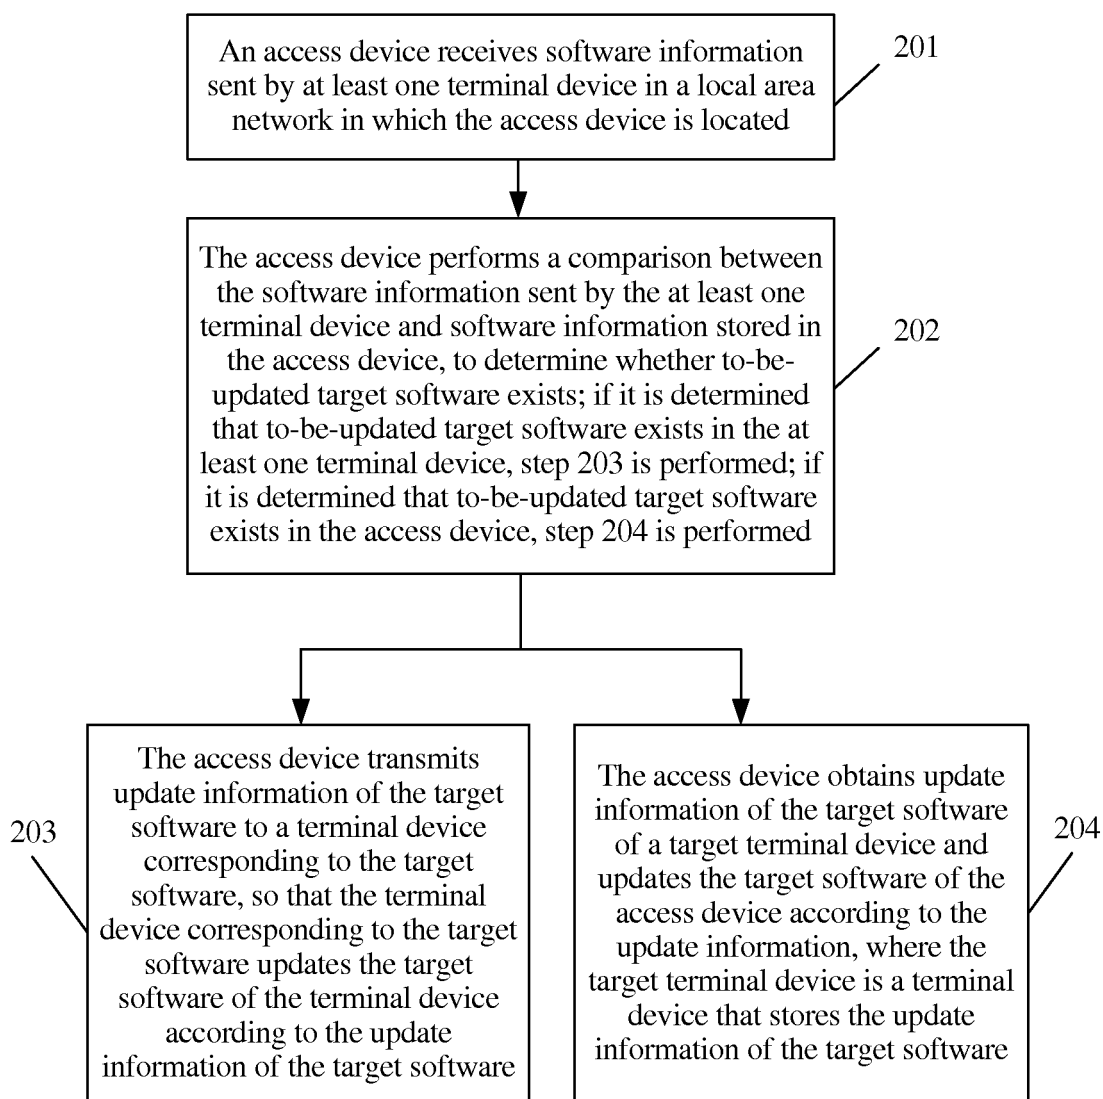 An access device receives software information
sent by at least one terminal device in a local area
network in which the access device is located
201
The access device performs a comparison between
the software information sent by the at least one
terminal device and software information stored in
the access device, to determine whether to-be-
updated target software exists; if it is determined
that to-be-updated target software exists in the at
least one terminal device, step 203 is performed; if
it is determined that to-be-updated target software
exists in the access device, step 204 is performed
202
The access device transmits
update information of the target
software to a terminal device
corresponding to the target
software, so that the terminal
device corresponding to the target
software updates the target
software of the terminal device
according to the update
information of the target software
203
The access device obtains update
information of the target software
of a target terminal device and
updates the target software of the
access device according to the
update information, where the
target terminal device is a terminal
device that stores the update
information of the target software
204